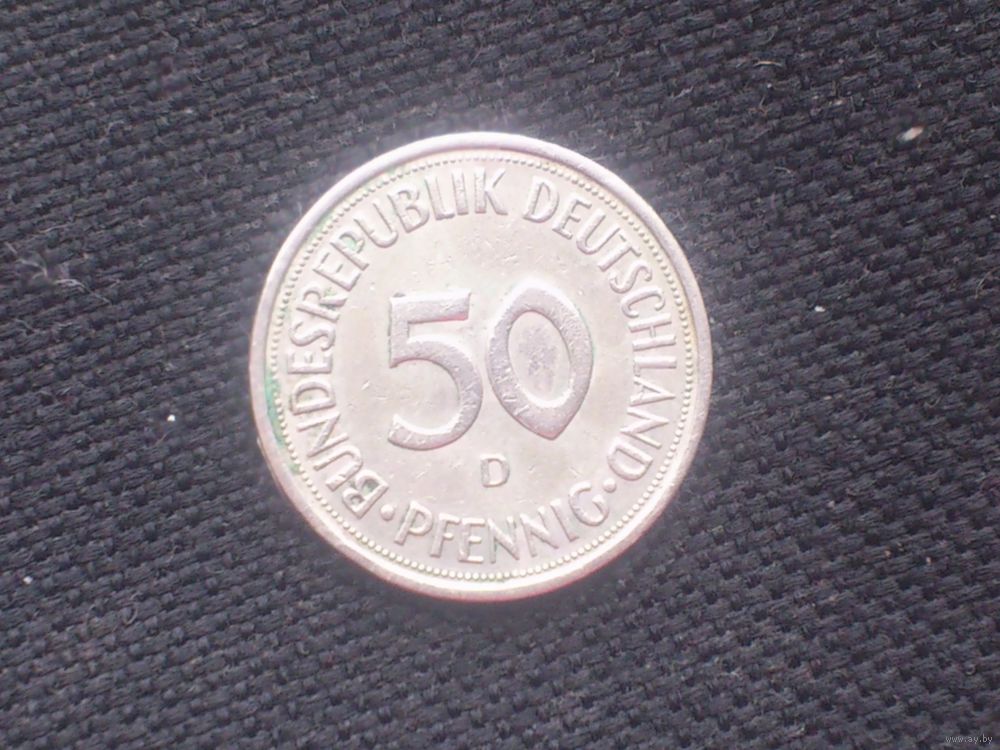 BUNDESREPUBLIK DEUTSCHLAND
50
D
• PFENNIG •
www.ay.by